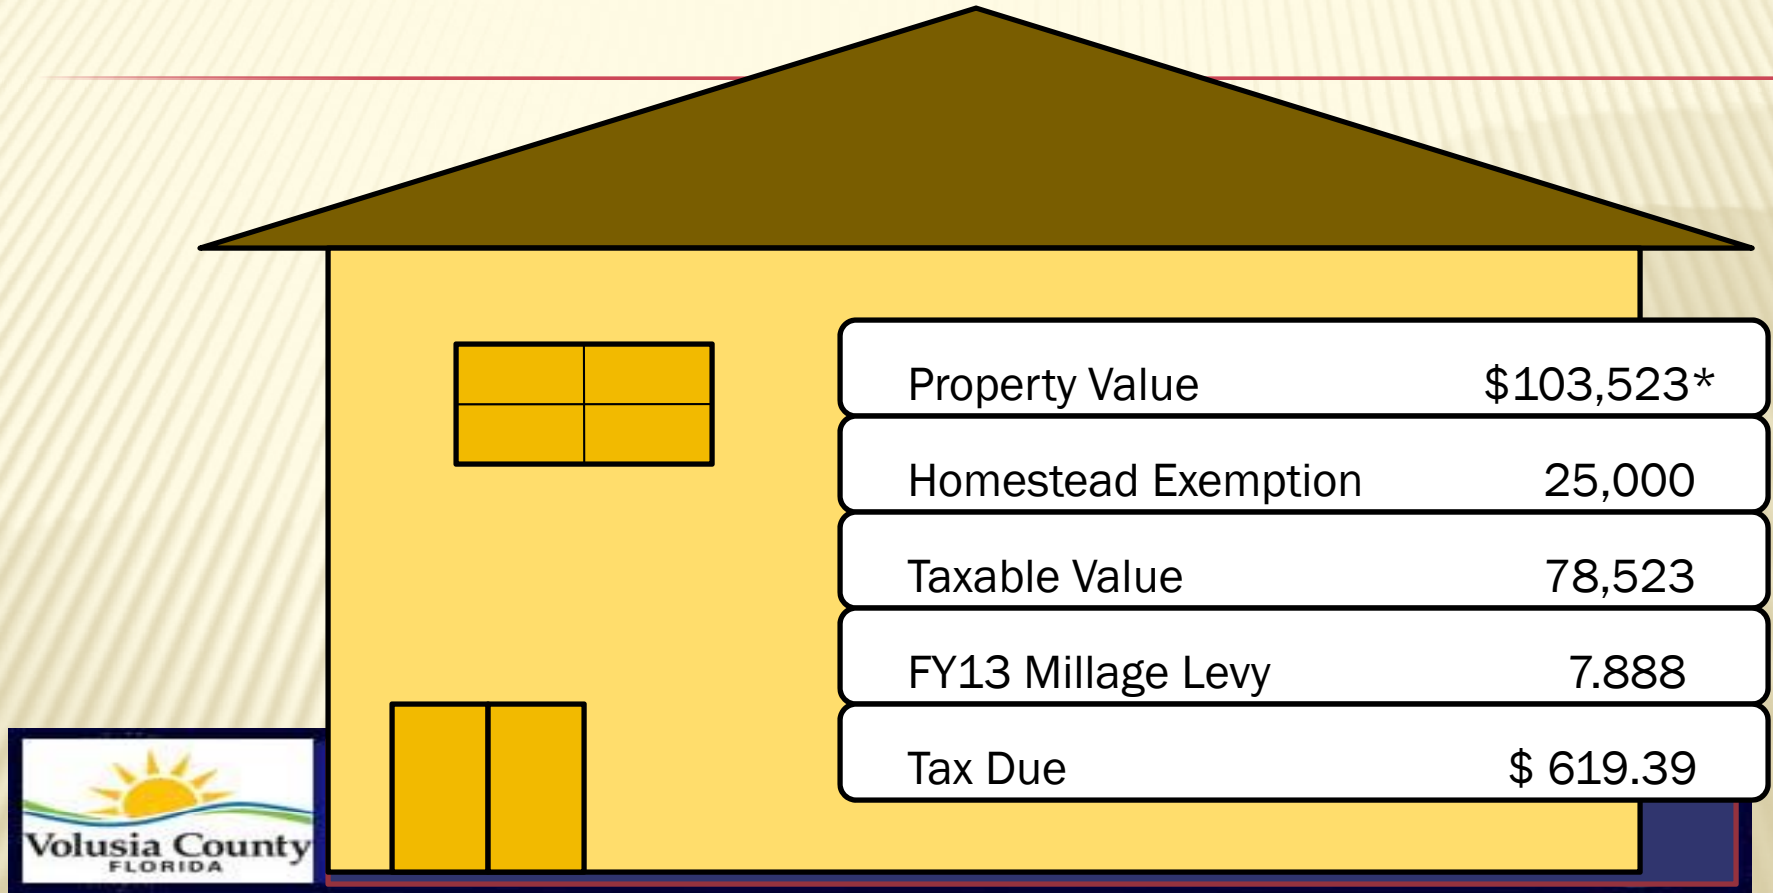 Property Value $103,523*
Homestead Exemption 25,000
Taxable Value 78,523
FY13 Millage Levy 7.888
Tax Due $ 619.39
Volusia County
FLORIDA